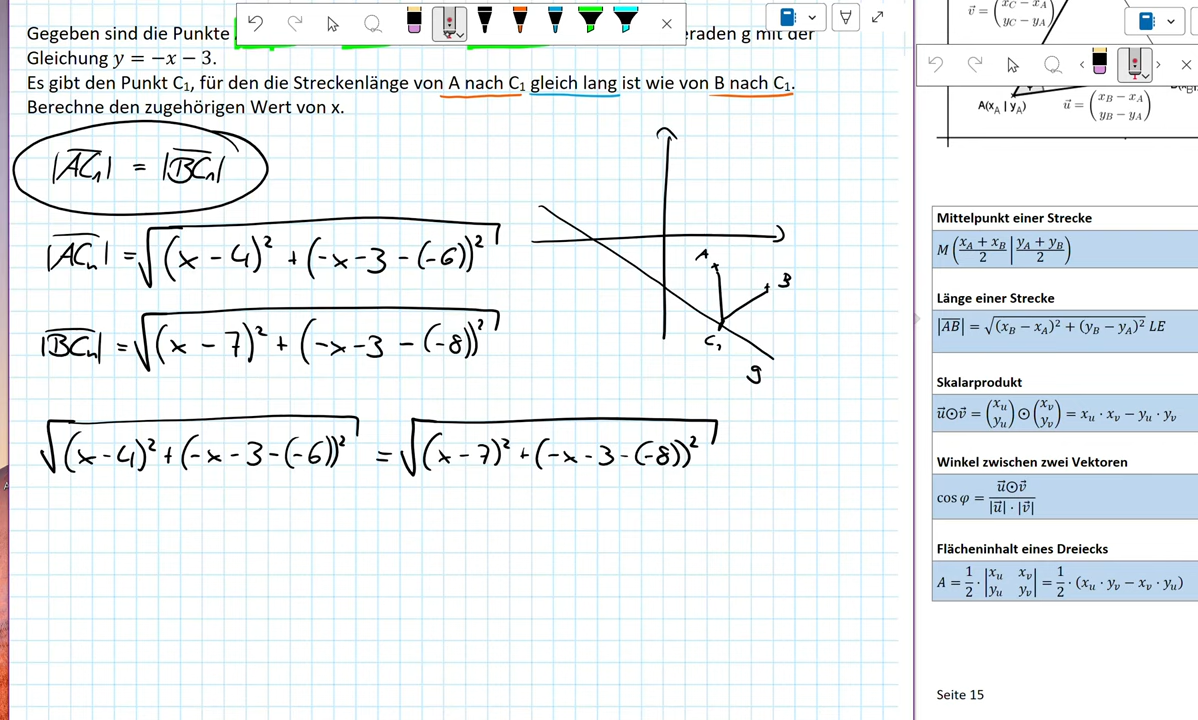 Gegeben sind die Punkte
eraden g mit der
Gleichung y = −x − 3.
Es gibt den Punkt C₁, für den die Streckenlänge von A nach C₁ gleich lang ist wie von B nach C₁.
Berechne den zugehörigen Wert von x.
|AC₁| = |BC₁|
|ACₙ| = √((x − 4)² + (−x − 3 − (−6))²)
|BCₙ| = √((x − 7)² + (−x − 3 − (−8))²)
√((x − 4)² + (−x − 3 − (−6))²) = √((x − 7)² + (−x − 3 − (−8))²)
A
B
C₁
g
v⃗ = (x_C − x_A / y_C − y_A)
A(x_A | y_A)
u⃗ = (x_B − x_A / y_B − y_A)
Mittelpunkt einer Strecke
M((x_A + x_B)/2 | (y_A + y_B)/2)
Länge einer Strecke
|AB| = √((x_B − x_A)² + (y_B − y_A)²) LE
Skalarprodukt
u⃗⊙v⃗ = (x_u / y_u) ⊙ (x_v / y_v) = x_u · x_v − y_u · y_v
Winkel zwischen zwei Vektoren
cos φ = (u⃗⊙v⃗)/(|u⃗| · |v⃗|)
Flächeninhalt eines Dreiecks
A = 1/2 · |x_u x_v / y_u y_v| = 1/2 · (x_u · y_v − x_v · y_u)
Seite 15